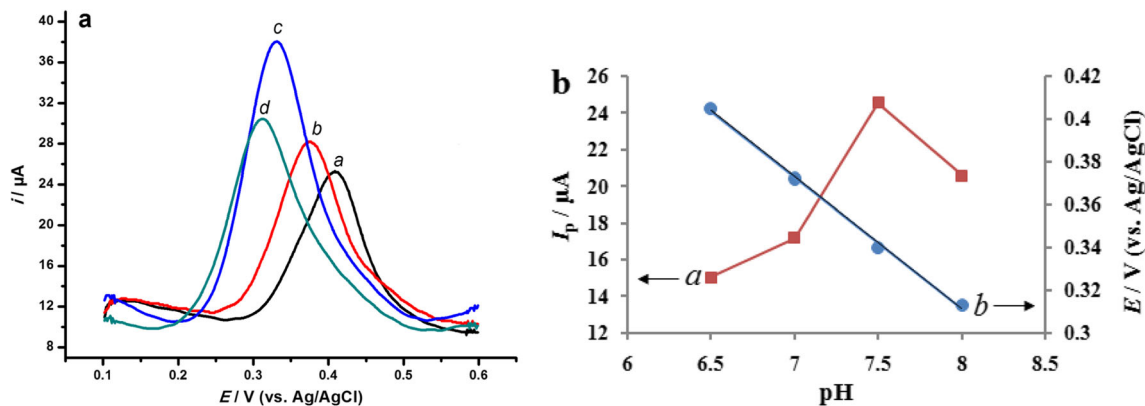 a
40
36
32
28
24
20
16
12
8
i / µA
c
d
b
a
0.1 0.2 0.3 0.4 0.5 0.6
E / V (vs. Ag/AgCl)
b
26
24
22
20
18
16
14
12
Ip / µA
a
b
0.42
0.4
0.38
0.36
0.34
0.32
0.3
E / V (vs. Ag/AgCl)
6 6.5 7 7.5 8 8.5
pH